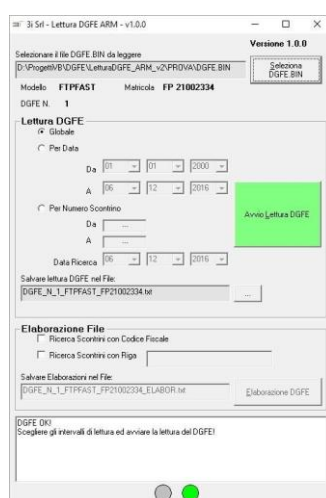 3i Srl - Lettura DGFE ARM - v1.0.0
Versione 1.0.0
Selezionare il file DGFE.BIN da leggere
D:\ProgettiVB\DGFE\LetturaDGFE_ARM_v2\PROVA\DGFE.BIN
Seleziona
DGFE.BIN
Modello FTPFAST Matricola FP 21002334
DGFE N. 1
Lettura DGFE
Globale
Per Data
Da 01 01 2000
A 06 12 2016
Per Numero Scontrino
Da ...
A ...
Data Ricerca 06 12 2016
Avvio Lettura DGFE
Salvare lettura DGFE nel File:
DGFE_N_1_FTPFAST_FP21002334.txt
...
Elaborazione File
Ricerca Scontrini con Codice Fiscale
Ricerca Scontrini con Riga
Salvare Elaborazioni nel File:
DGFE_N_1_FTPFAST_FP21002334_ELABOR.txt
Elaborazione DGFE
DGFE OK!
Scegliere gli intervalli di lettura ed avviare la lettura del DGFE!